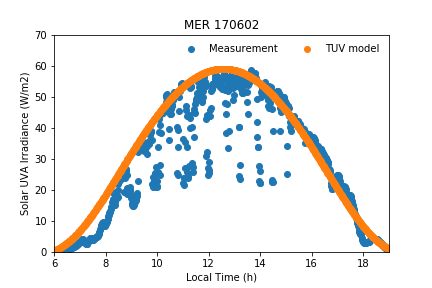 MER 170602
Measurement TUV model
Solar UVA Irradiance (W/m2)
70
60
50
40
30
20
10
0
6 8 10 12 14 16 18
Local Time (h)